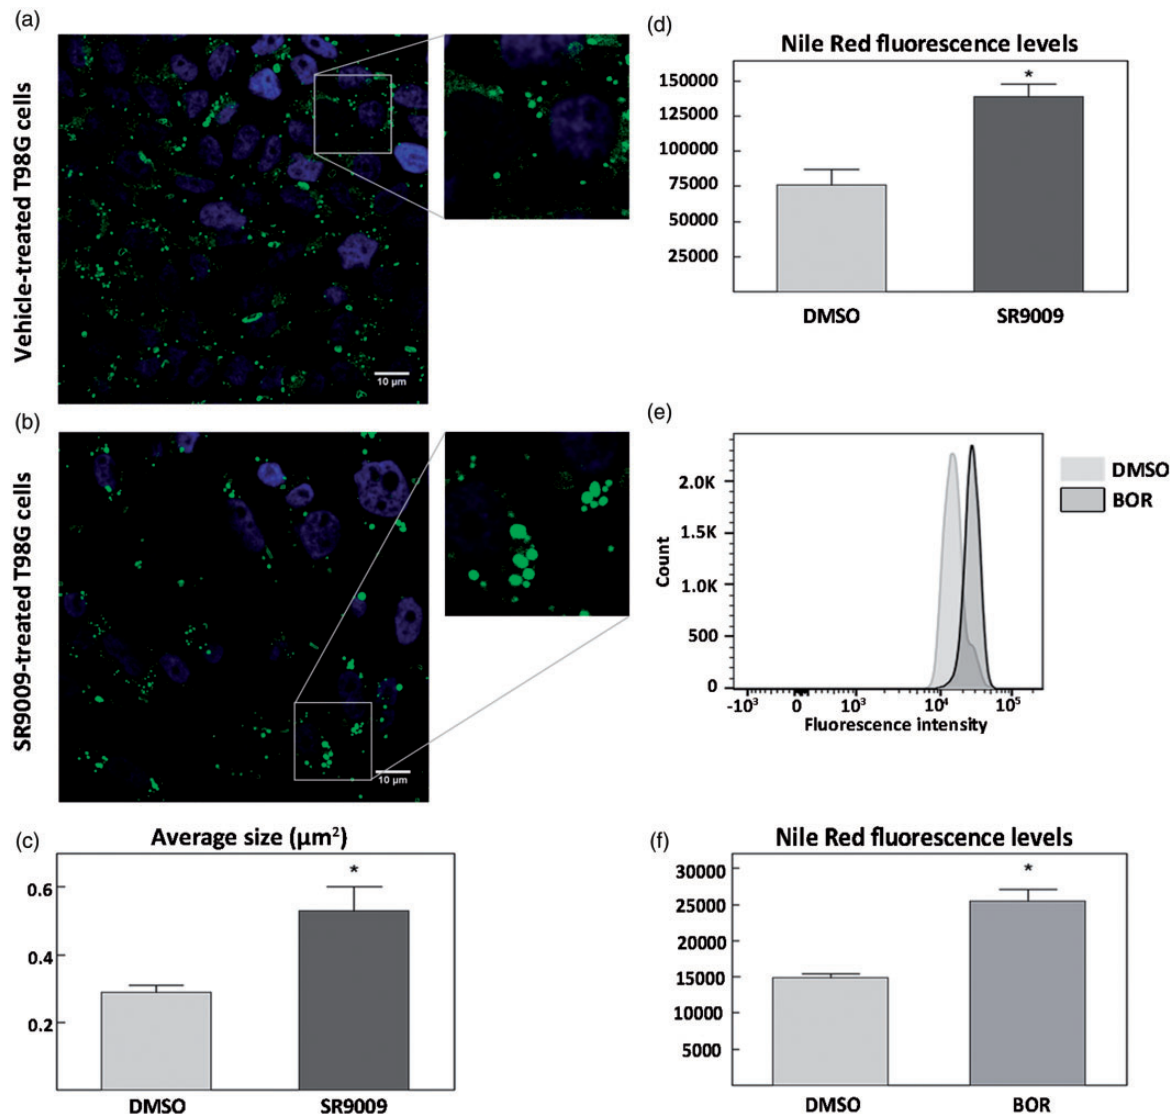 (a)
Vehicle-treated T98G cells
10 µm
(b)
SR9009-treated T98G cells
10 µm
(c)
Average size (µm²)
0.6
0.4
0.2
DMSO
SR9009
(d)
Nile Red fluorescence levels
*
150000
125000
100000
75000
50000
25000
DMSO
SR9009
(e)
DMSO
BOR
2.0K
1.5K
1.0K
500
0
Count
-10³
0
10³
10⁴
10⁵
Fluorescence intensity
(f)
Nile Red fluorescence levels
*
30000
25000
20000
15000
10000
5000
DMSO
BOR
*